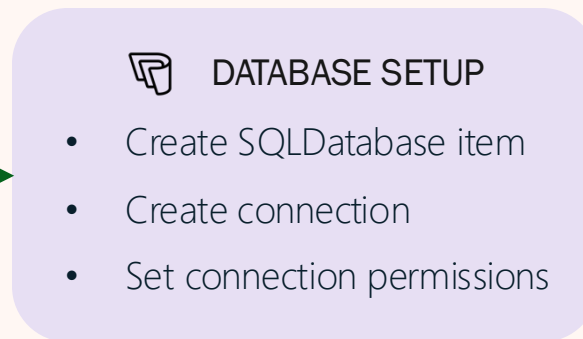 DATABASE SETUP
• Create SQLDatabase item
• Create connection
• Set connection permissions